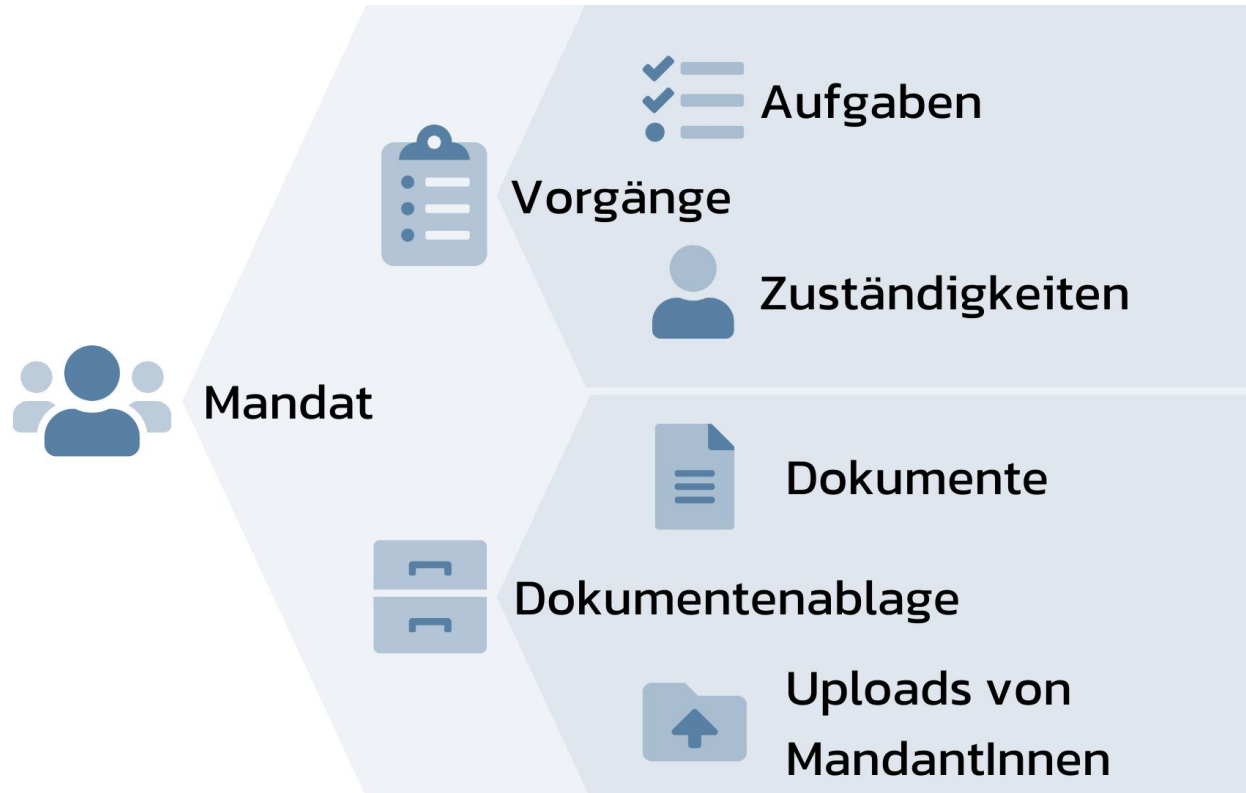 Aufgaben
Vorgänge
Zuständigkeiten
Mandat
Dokumente
Dokumentenablage
Uploads von
MandantInnen